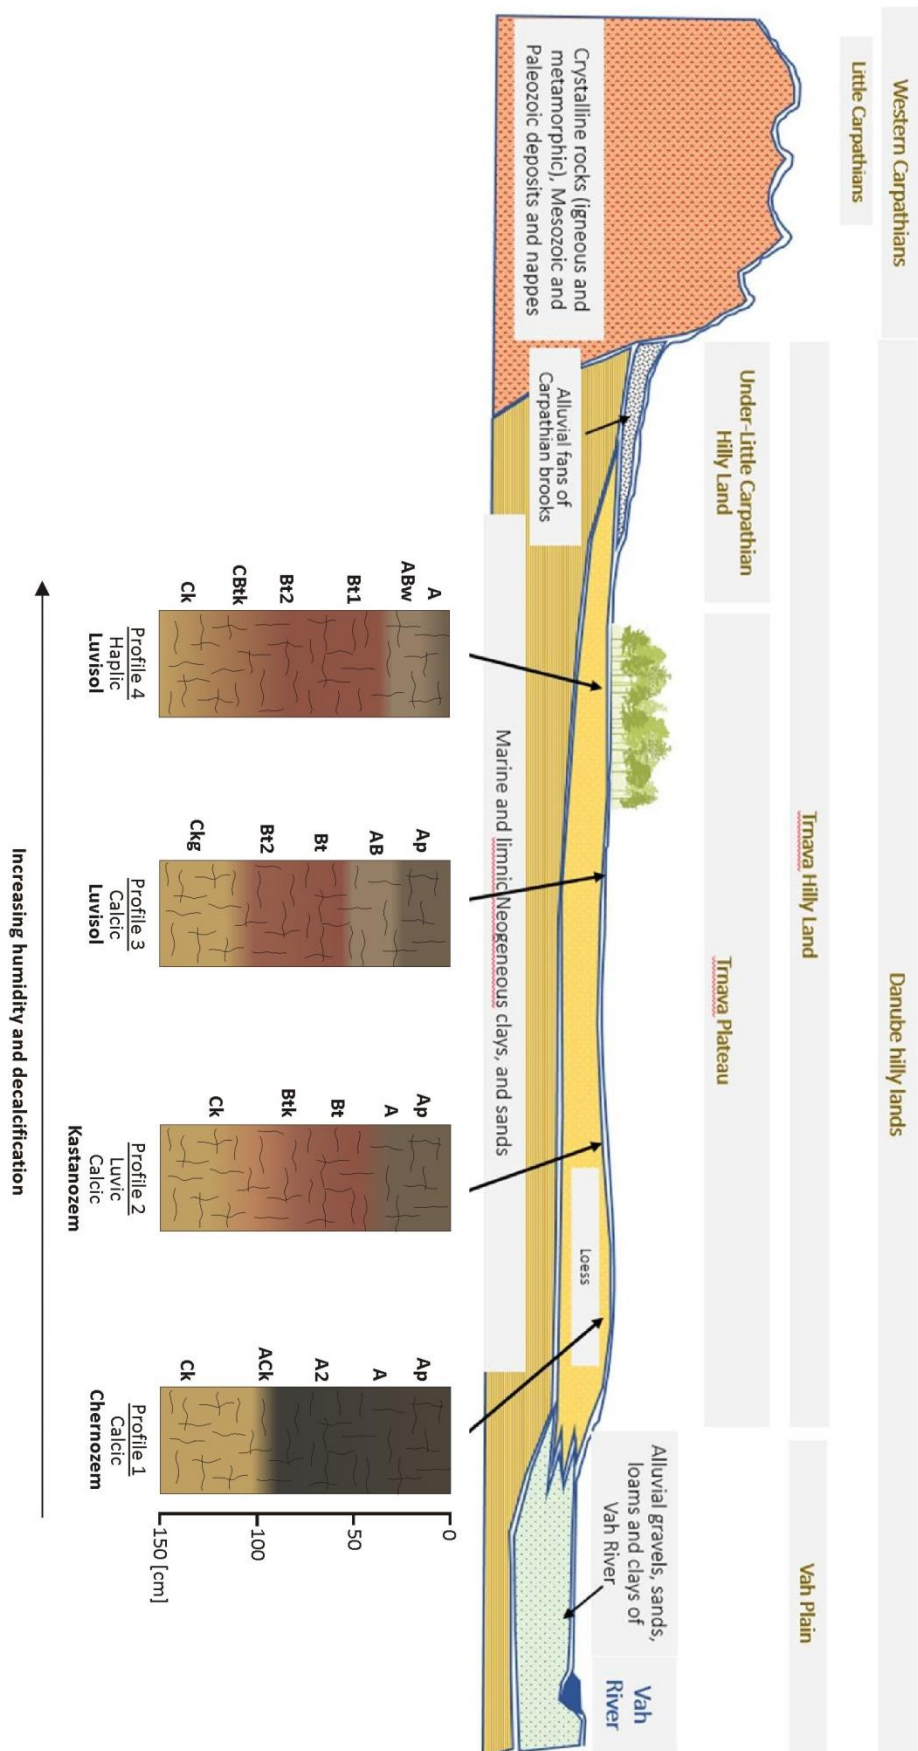 Western Carpathians
Danube hilly lands
Little Carpathians
Trnava Hilly Land
Vah Plain
Under-Little Carpathian
Hilly Land
Trnava Plateau
Crystalline rocks (igneous and
metamorphic), Mesozoic and
Paleozoic deposits and nappes
Alluvial fans of
Carpathian brooks
Marine and limnic Neogeneous clays, and sands
Loess
Alluvial gravels, sands,
loams and clays of
Vah River
Vah
River
A
ABw
Bt1
Bt2
CBtk
Ck
Profile 4
Haplic
Luvisol
Ap
AB
Bt
Bt2
Ckg
Profile 3
Calcic
Luvisol
Ap
A
Bt
Btk
Ck
Profile 2
Luvic
Calcic
Kastanozem
Ap
A
A2
ACk
Ck
Profile 1
Calcic
Chernozem
0
50
100
150 [cm]
Increasing humidity and decalcification